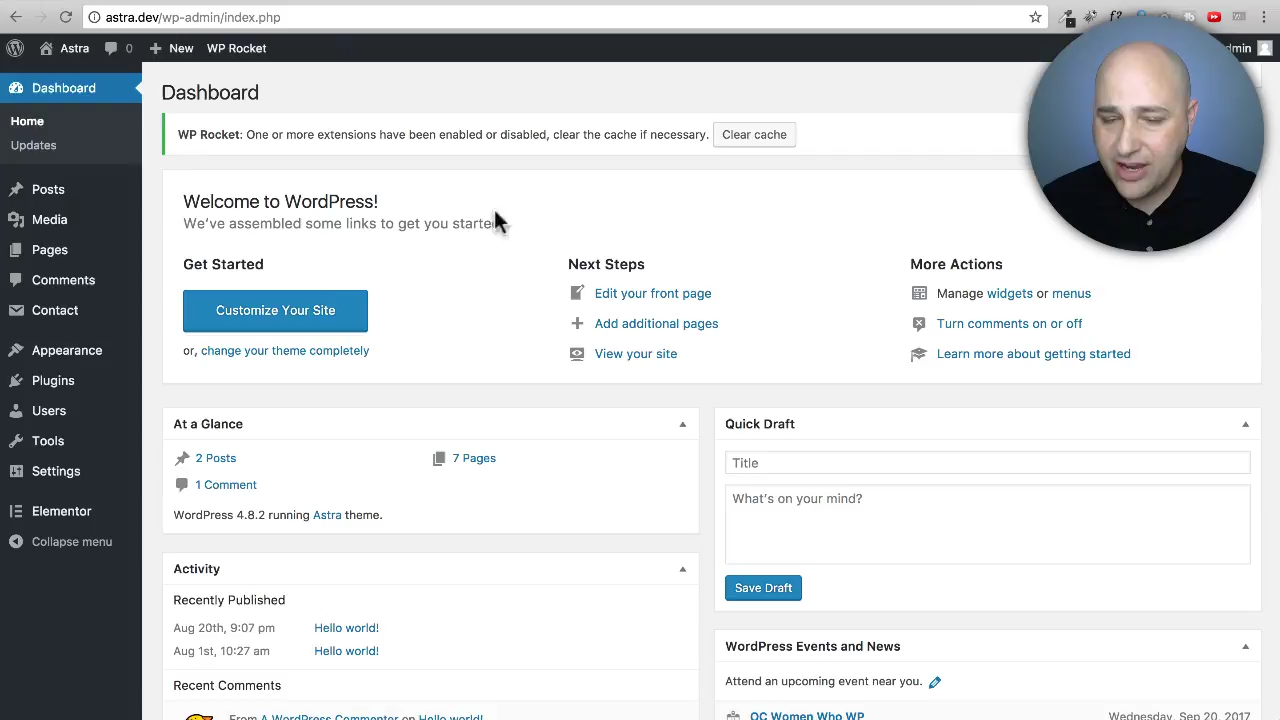 astra.dev/wp-admin/index.php
Astra 0 New WP Rocket
Dashboard
Home
Updates
Posts
Media
Pages
Comments
Contact
Appearance
Plugins
Users
Tools
Settings
Elementor
Collapse menu
Dashboard
WP Rocket: One or more extensions have been enabled or disabled, clear the cache if necessary. Clear cache
Welcome to WordPress!
We've assembled some links to get you
Get Started
Customize Your Site
or, change your theme completely
Next Steps
Edit your front page
Add additional pages
View your site
More Actions
Manage widgets or menus
Turn comments on or off
Learn more about getting started
At a Glance
2 Posts
7 Pages
1 Comment
WordPress 4.8.2 running Astra theme.
Activity
Recently Published
Aug 20th, 9:07 pm Hello world!
Aug 1st, 10:27 am Hello world!
Recent Comments
From A WordPress Commenter on Hello world!
Quick Draft
Title
What's on your mind?
Save Draft
WordPress Events and News
Attend an upcoming event near you.
OC Women Who WP
Wednesday, Sep 20, 2017